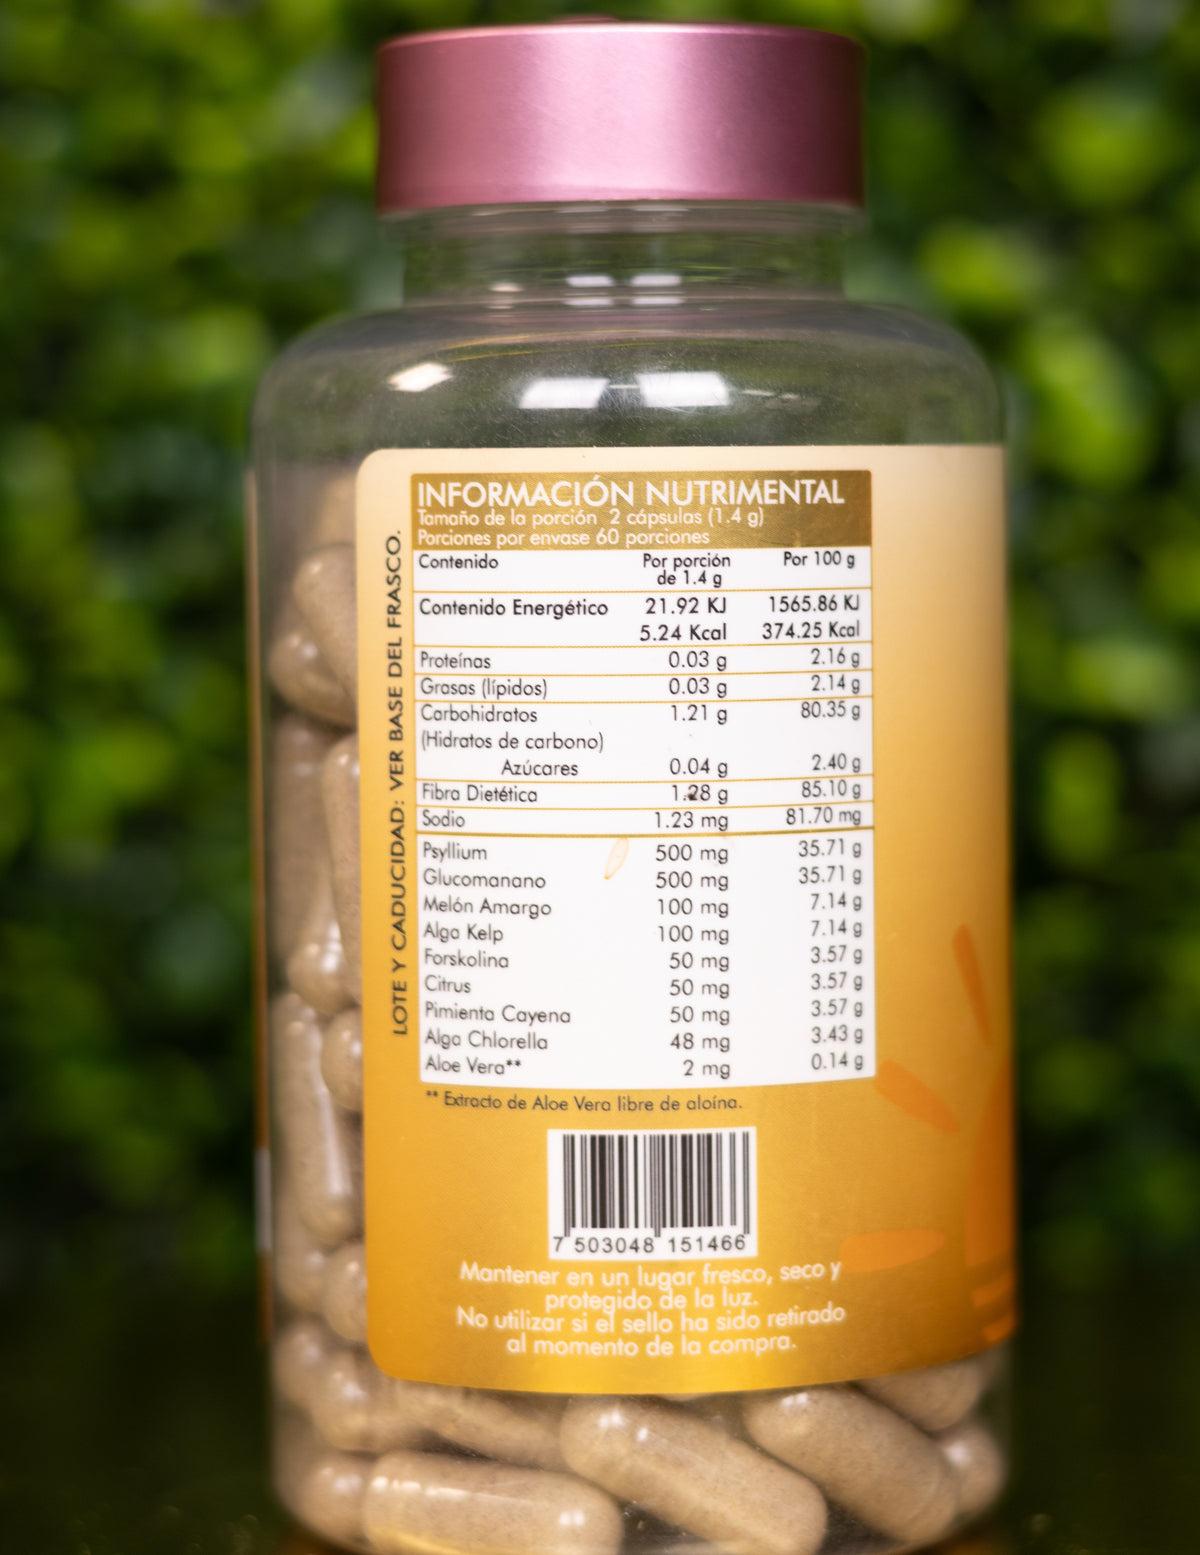 INFORMACIÓN NUTRIMENTAL
Tamaño de la porción 2 cápsulas (1.4 g)
Porciones por envase 60 porciones
Contenido Por porción de 1.4 g Por 100 g
Contenido Energético 21.92 KJ 1565.86 KJ
5.24 Kcal 374.25 Kcal
Proteínas 0.03 g 2.16 g
Grasas (lípidos) 0.03 g 2.14 g
Carbohidratos 1.21 g 80.35 g
(Hidratos de carbono)
Azúcares 0.04 g 2.40 g
Fibra Dietética 1.28 g 85.10 g
Sodio 1.23 mg 81.70 mg
Psyllium 500 mg 35.71 g
Glucomanano 500 mg 35.71 g
Melón Amargo 100 mg 7.14 g
Alga Kelp 100 mg 7.14 g
Forskolina 50 mg 3.57 g
Citrus 50 mg 3.57 g
Pimienta Cayena 50 mg 3.57 g
Alga Chlorella 48 mg 3.43 g
Aloe Vera** 2 mg 0.14 g
** Extracto de Aloe Vera libre de aloína.
LOTE Y CADUCIDAD: VER BASE DEL FRASCO.
7 503048 151466
Mantener en un lugar fresco, seco y
protegido de la luz.
No utilizar si el sello ha sido retirado
al momento de la compra.